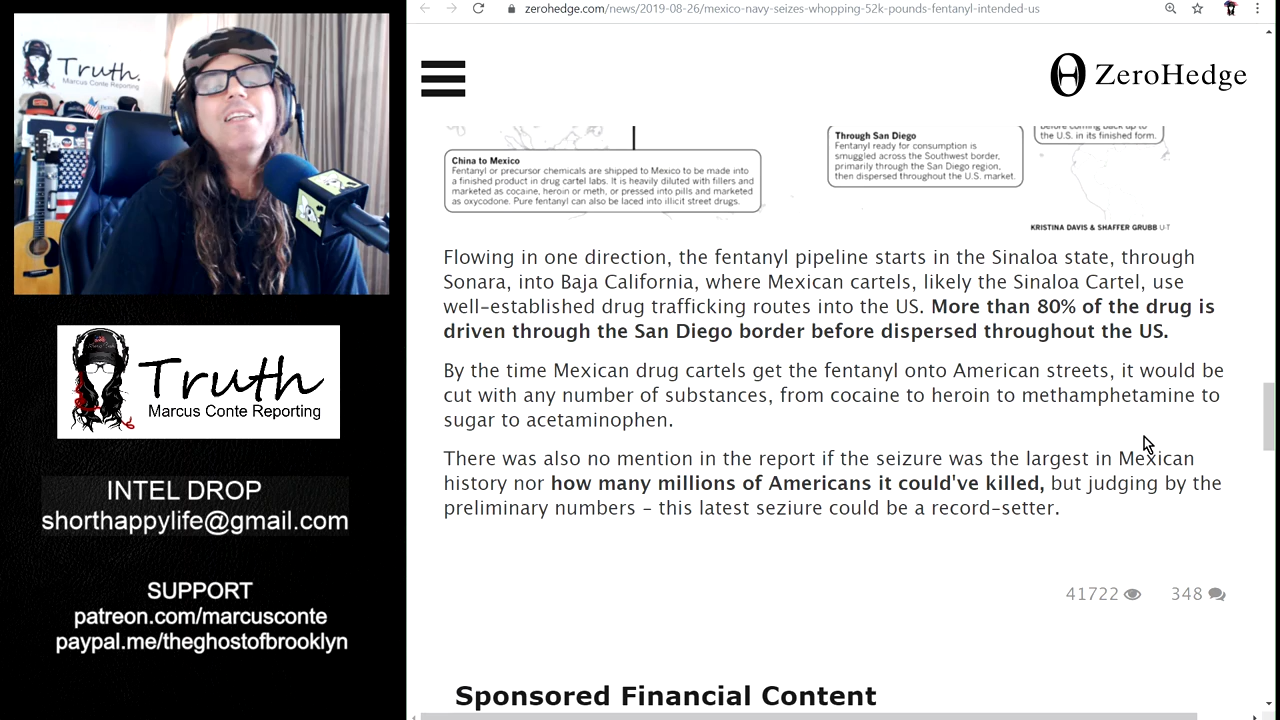 zerohedge.com/news/2019-08-26/mexico-navy-seizes-whopping-52k-pounds-fentanyl-intended-us
Truth.
Marcus Conte Reporting
ZeroHedge
China to Mexico
Fentanyl or precursor chemicals are shipped to Mexico to be made into
a finished product in drug cartel labs. It is heavily diluted with fillers and
marketed as cocaine, heroin or meth, or pressed into pills and marketed
as oxycodone. Pure fentanyl can also be laced into illicit street drugs.
Through San Diego
Fentanyl ready for consumption is
smuggled across the Southwest border,
primarily through the San Diego region,
then dispersed throughout the U.S. market.
before coming back up to
the U.S. in its finished form.
KRISTINA DAVIS & SHAFFER GRUBB U-T
Flowing in one direction, the fentanyl pipeline starts in the Sinaloa state, through
Sonara, into Baja California, where Mexican cartels, likely the Sinaloa Cartel, use
well-established drug trafficking routes into the US. More than 80% of the drug is
driven through the San Diego border before dispersed throughout the US.
By the time Mexican drug cartels get the fentanyl onto American streets, it would be
cut with any number of substances, from cocaine to heroin to methamphetamine to
sugar to acetaminophen.
There was also no mention in the report if the seizure was the largest in Mexican
history nor how many millions of Americans it could've killed, but judging by the
preliminary numbers – this latest seziure could be a record-setter.
41722
348
Sponsored Financial Content
Truth
Marcus Conte Reporting
INTEL DROP
shorthappylife@gmail.com
SUPPORT
patreon.com/marcusconte
paypal.me/theghostofbrooklyn